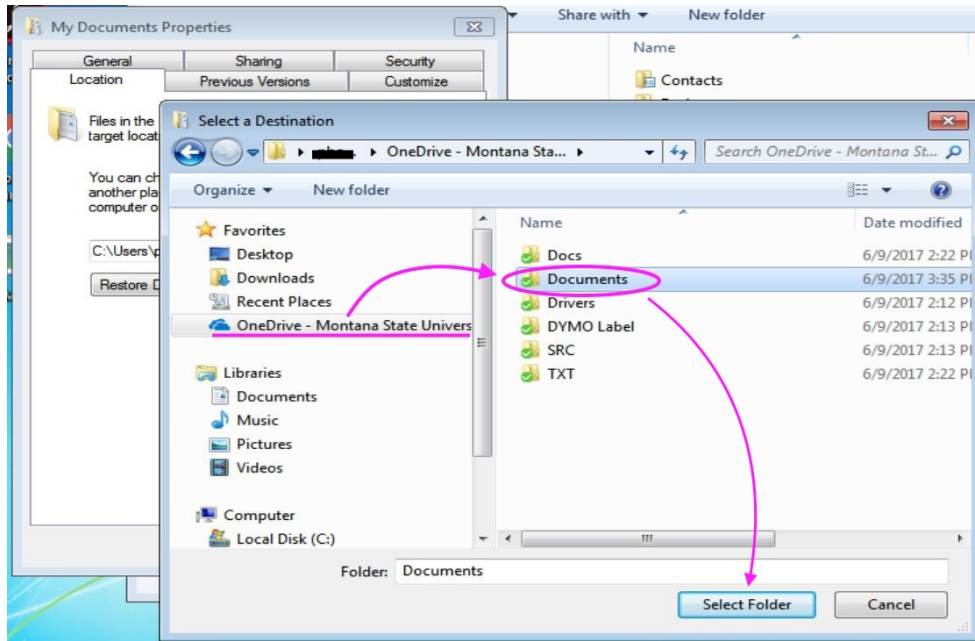 My Documents Properties
Share with
New folder
General
Sharing
Security
Location
Previous Versions
Customize
Name
Contacts
Files in the
target locat
You can ch
another pla
computer o
C:\Users\p
Restore D
Select a Destination
OneDrive - Montana Sta...
Search OneDrive - Montana St...
Organize
New folder
Favorites
Desktop
Downloads
Recent Places
OneDrive - Montana State Univers
Libraries
Documents
Music
Pictures
Videos
Computer
Local Disk (C:)
Name
Date modified
Docs
6/9/2017 2:22 P
Documents
6/9/2017 3:35 P
Drivers
6/9/2017 2:12 P
DYMO Label
6/9/2017 2:13 P
SRC
6/9/2017 2:13 P
TXT
6/9/2017 2:22 P
Folder: Documents
Select Folder
Cancel